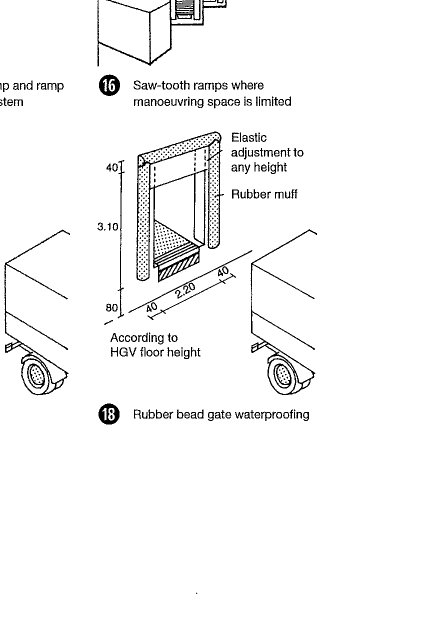 mp and ramp
stem
16 Saw-tooth ramps where
manoeuvring space is limited
Elastic
adjustment to
any height
Rubber muff
40
3.10
80
40
2.20
40
According to
HGV floor height
18 Rubber bead gate waterproofing